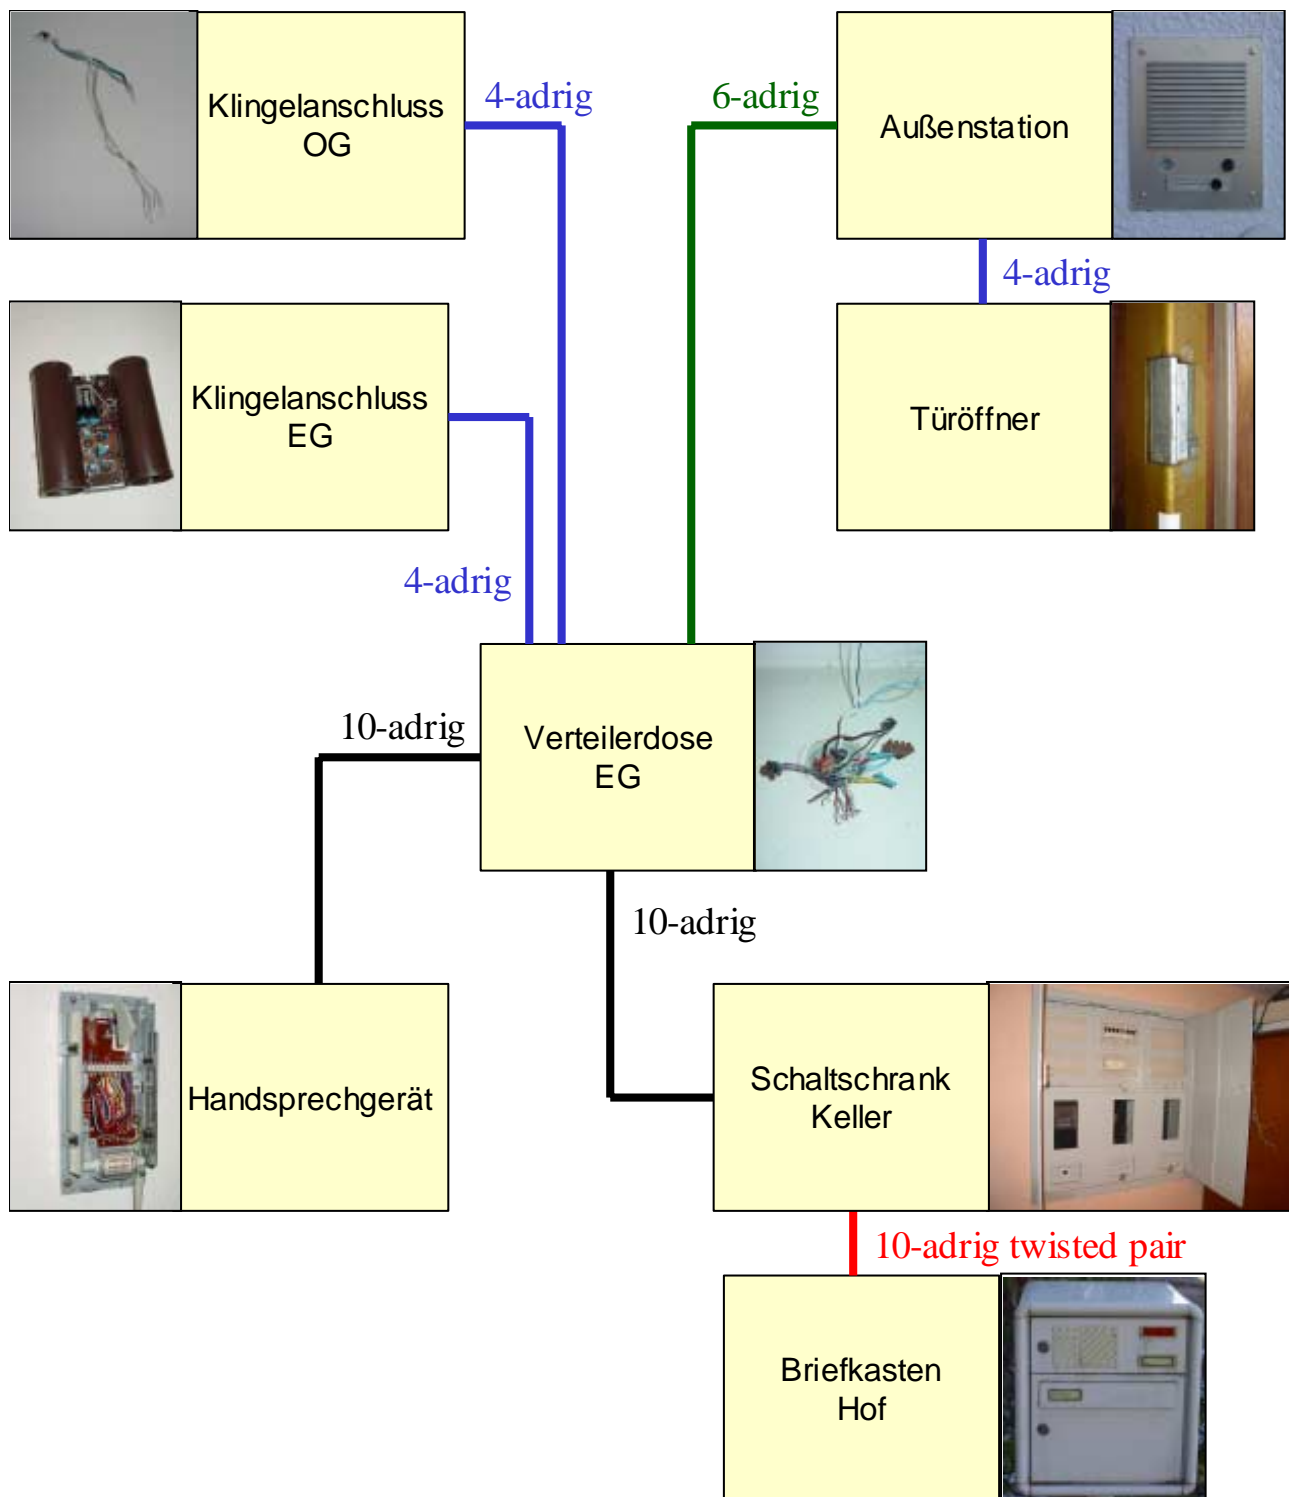 Klingelanschluss
OG
4-adrig
6-adrig
Außenstation
4-adrig
Klingelanschluss
EG
Türöffner
4-adrig
10-adrig
Verteilerdose
EG
10-adrig
Handsprechgerät
Schaltschrank
Keller
10-adrig twisted pair
Briefkasten
Hof